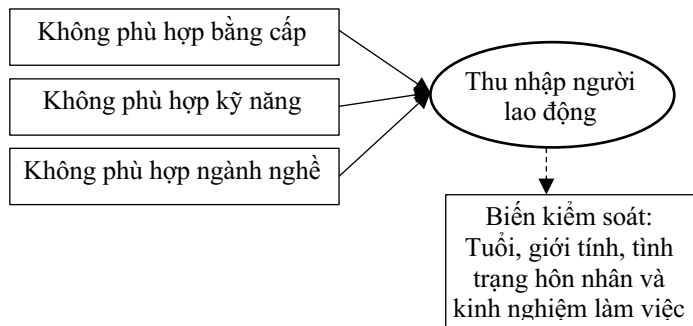 Không phù hợp bằng cấp
Không phù hợp kỹ năng
Không phù hợp ngành nghề
Thu nhập người
lao động
Biến kiểm soát:
Tuổi, giới tính, tình
trạng hôn nhân và
kinh nghiệm làm việc